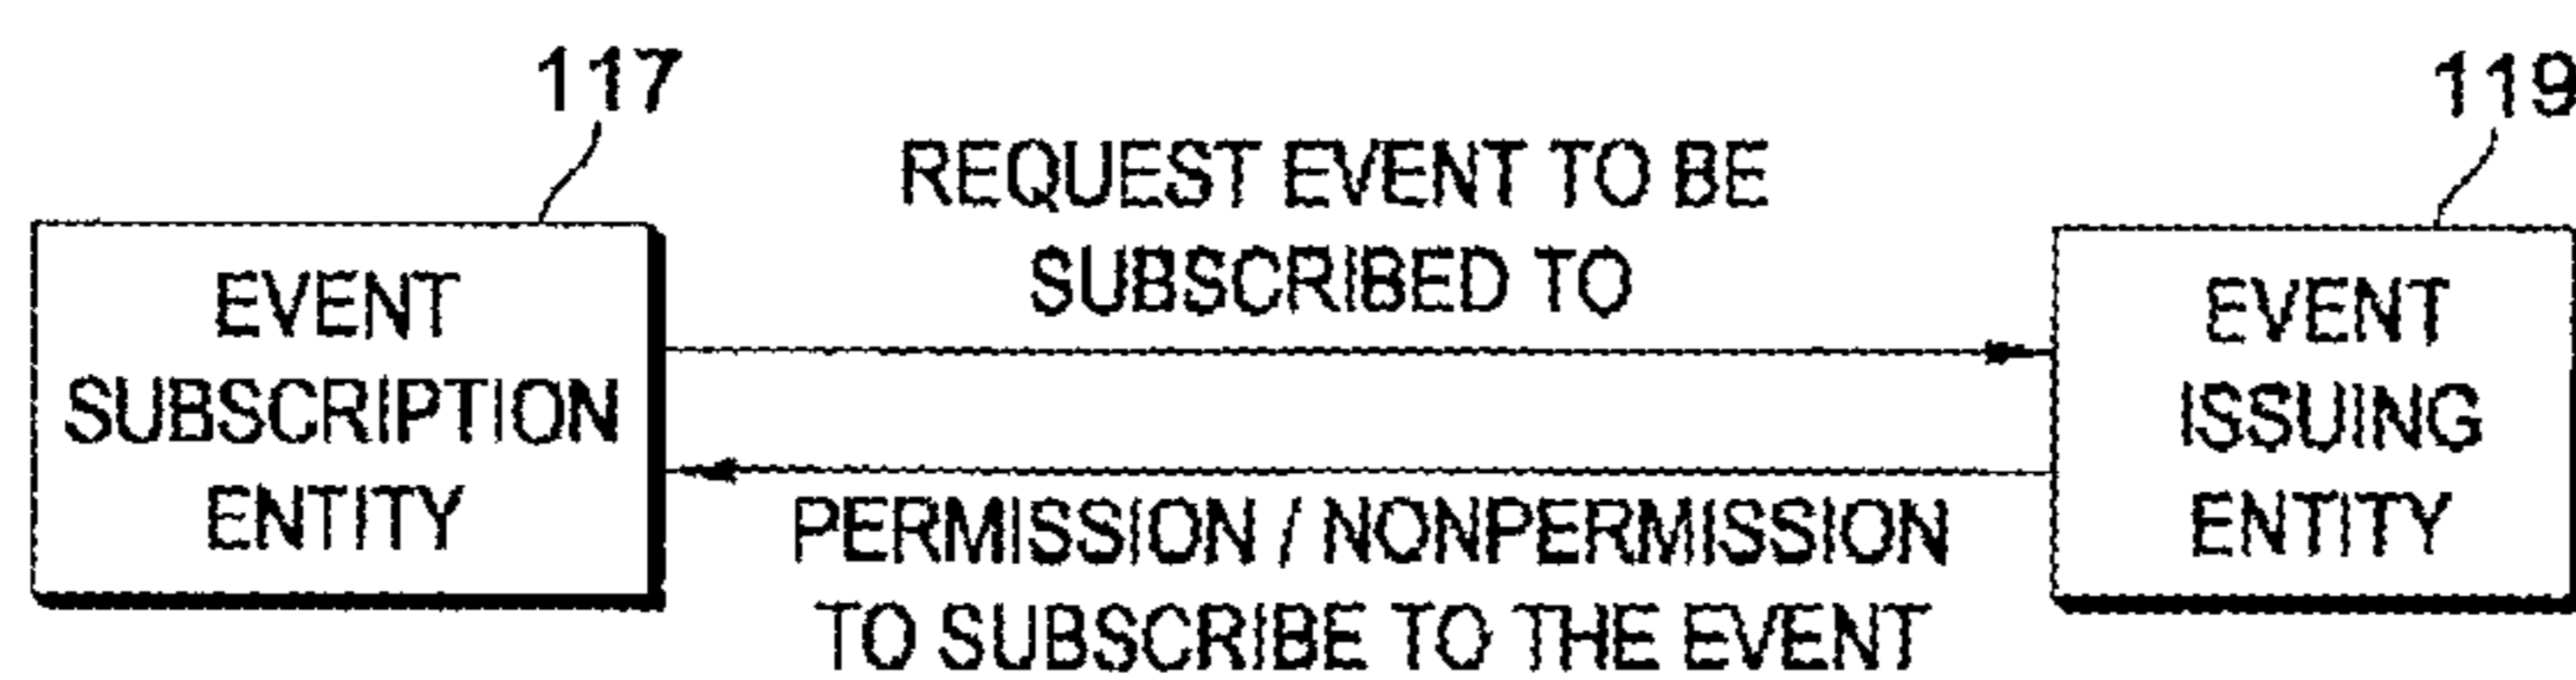 117
119
REQUEST EVENT TO BE
SUBSCRIBED TO
EVENT
SUBSCRIPTION
ENTITY
EVENT
ISSUING
ENTITY
PERMISSION / NONPERMISSION
TO SUBSCRIBE TO THE EVENT